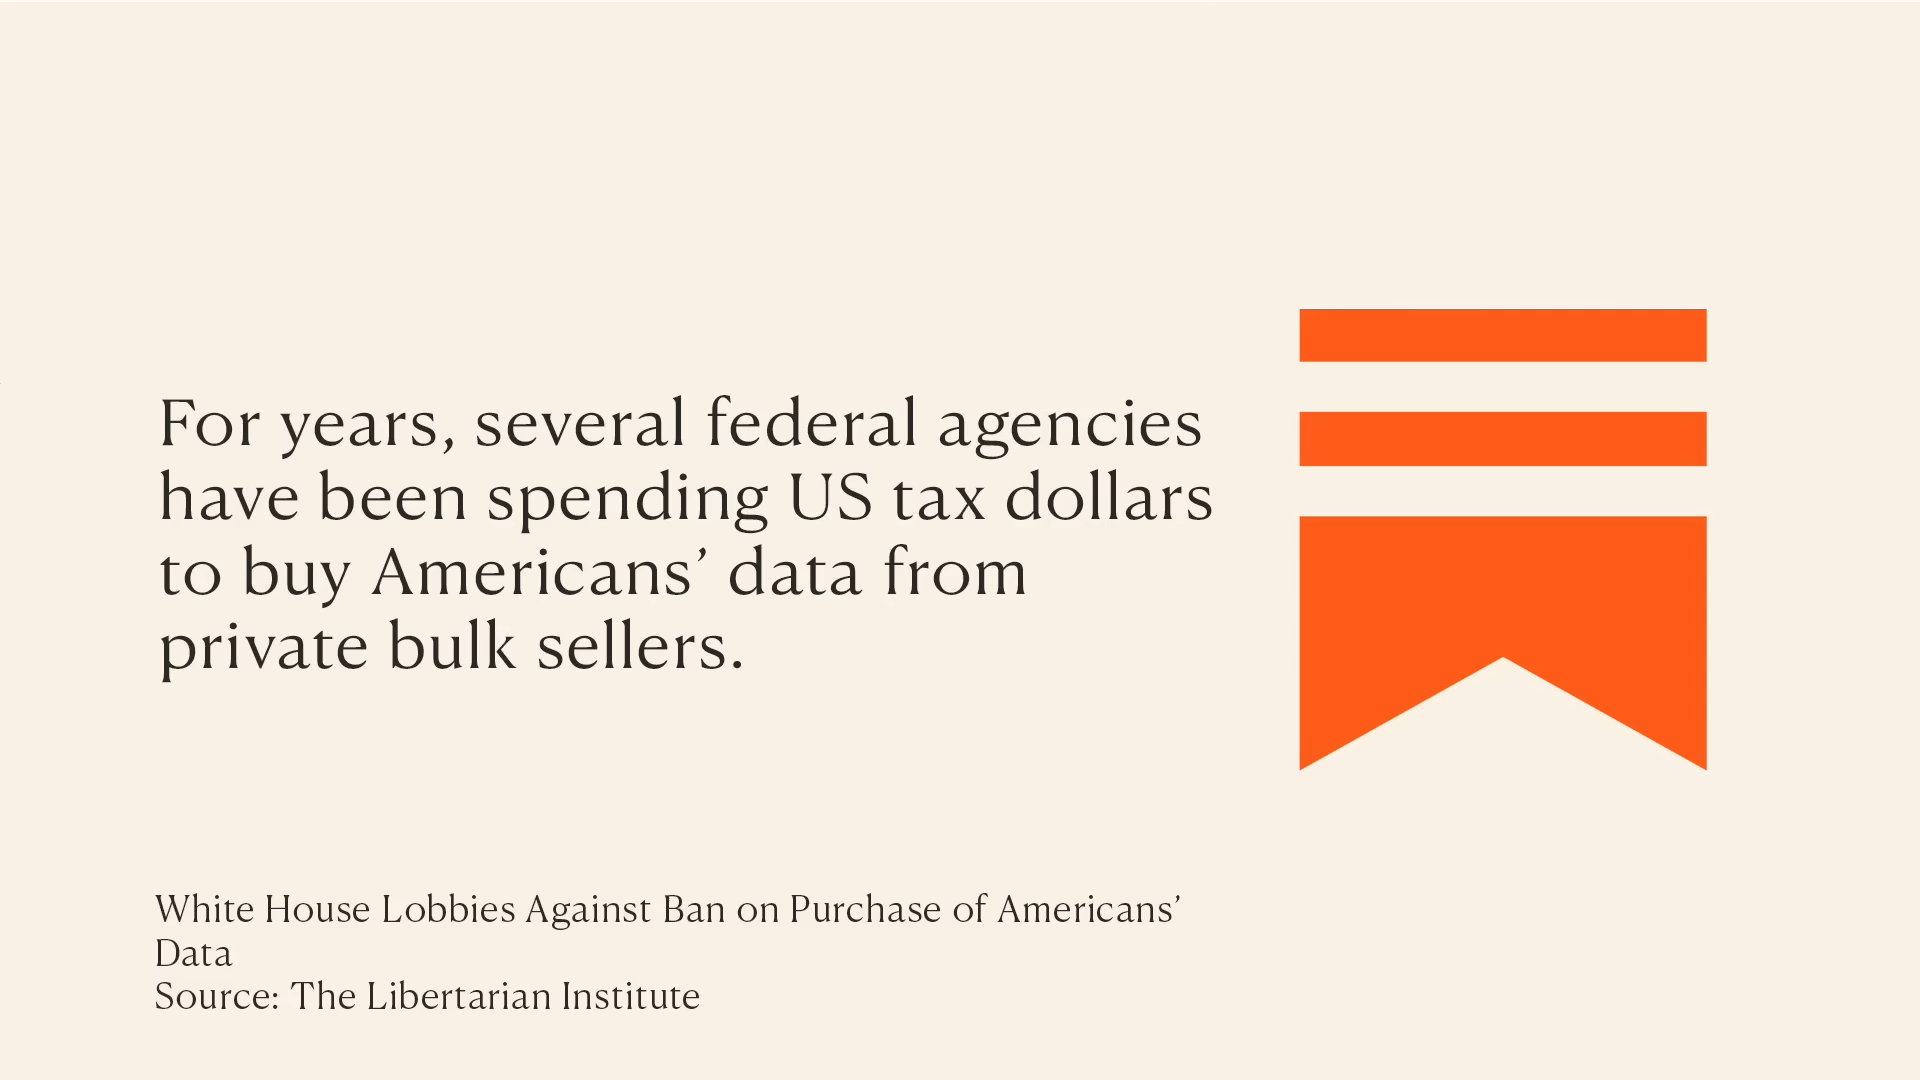 For years, several federal agencies
have been spending US tax dollars
to buy Americans’ data from
private bulk sellers.
White House Lobbies Against Ban on Purchase of Americans’
Data
Source: The Libertarian Institute